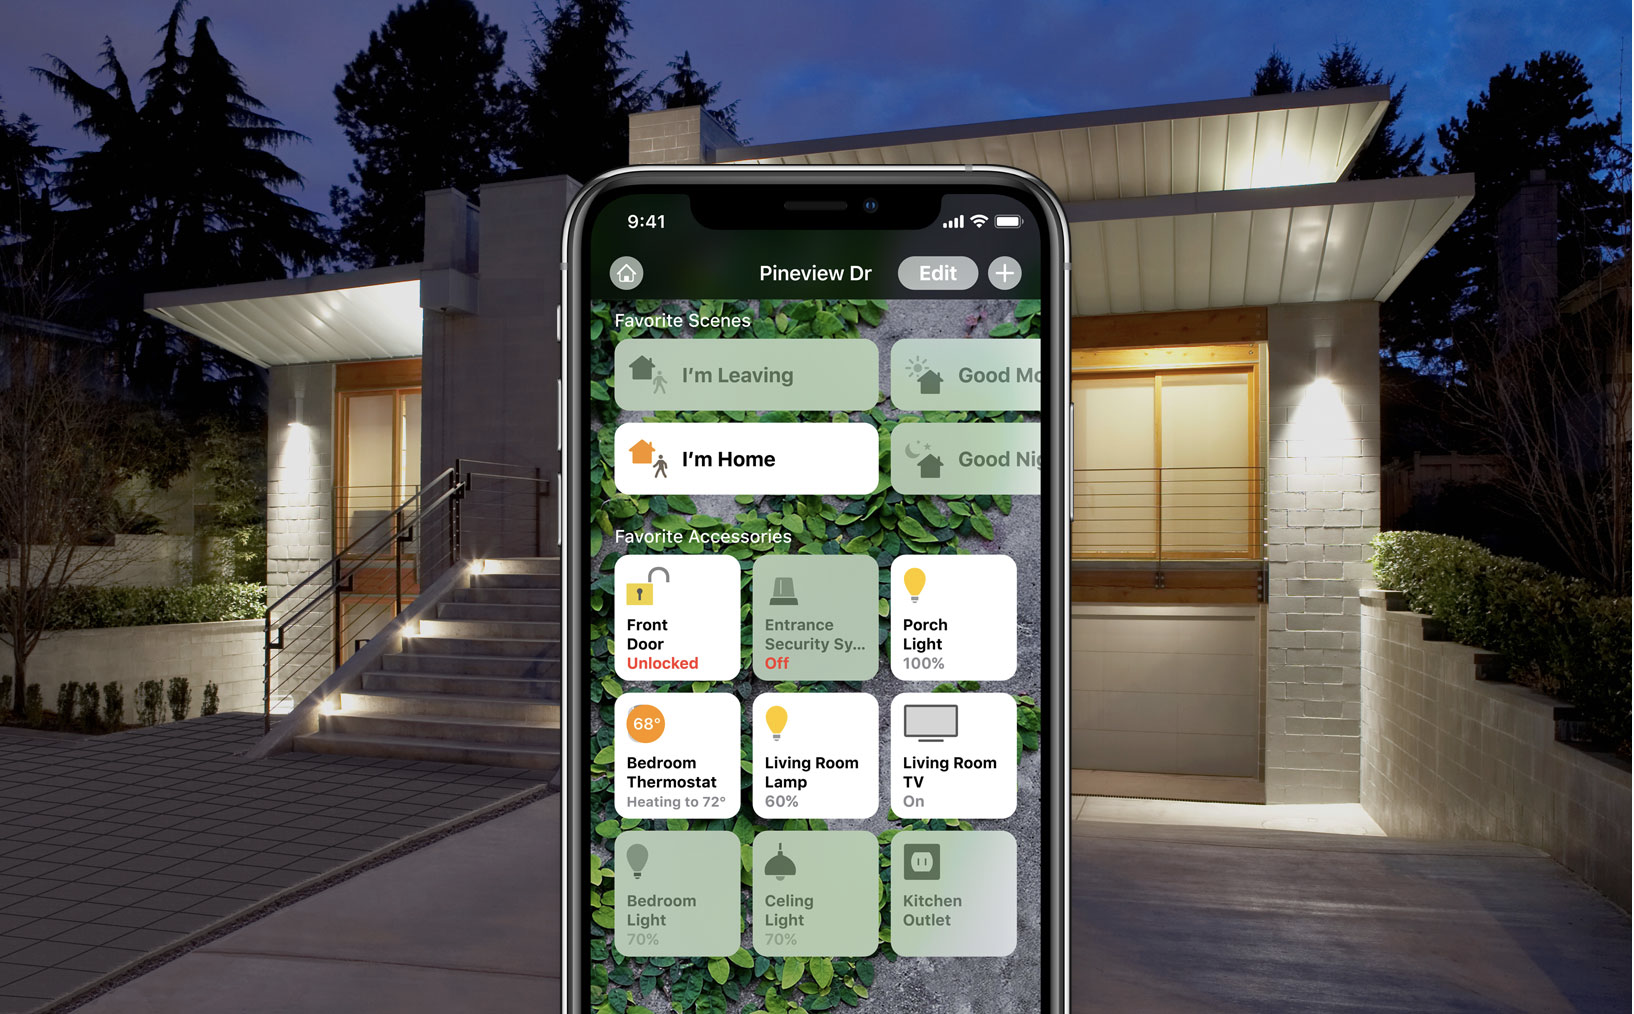 9:41
Pineview Dr
Edit
Favorite Scenes
I'm Leaving
Good Mo
I'm Home
Good Nig
Favorite Accessories
Front
Door
Unlocked
Entrance
Security Sy...
Off
Porch
Light
100%
68°
Bedroom
Thermostat
Heating to 72°
Living Room
Lamp
60%
Living Room
TV
On
Bedroom
Light
70%
Celing
Light
70%
Kitchen
Outlet